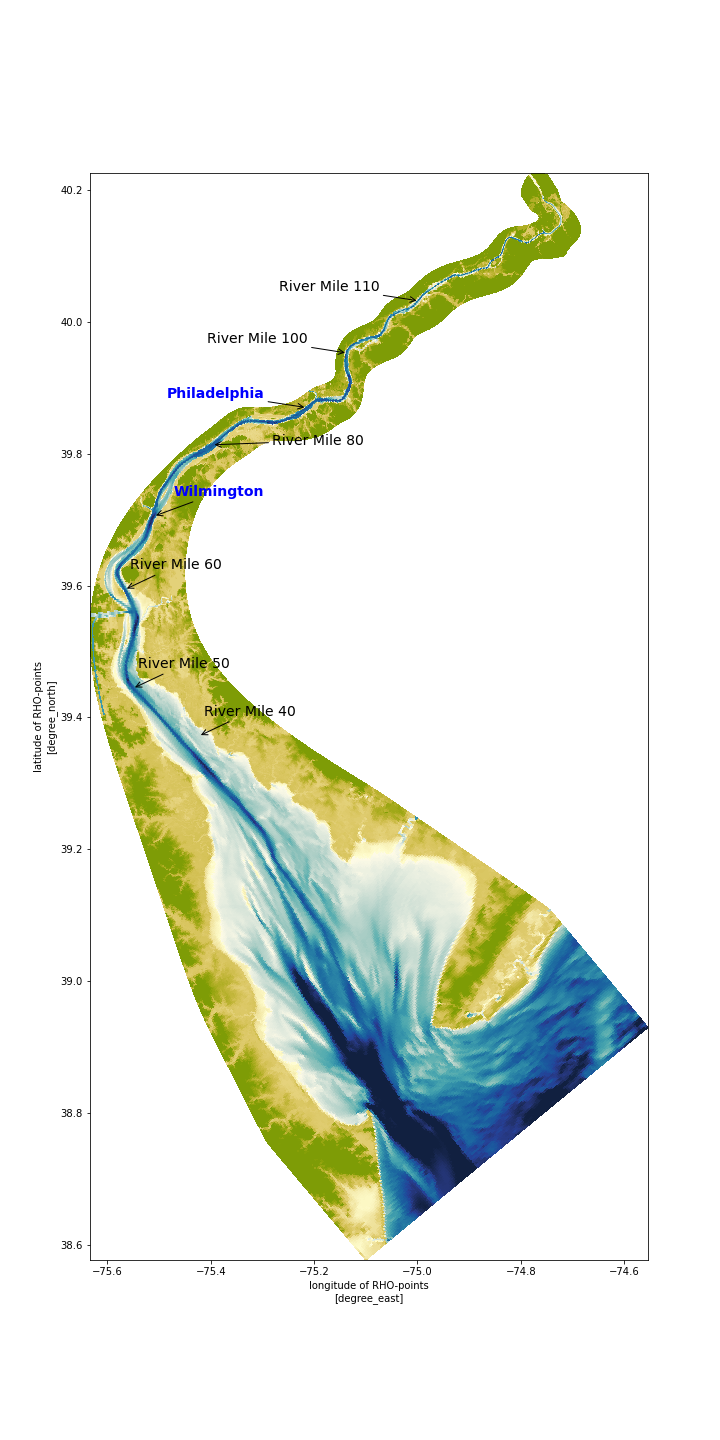 40.2
River Mile 110
40.0
River Mile 100
Philadelphia
River Mile 80
39.8
Wilmington
River Mile 60
39.6
River Mile 50
River Mile 40
39.4
latitude of RHO-points
[degree_north]
39.2
39.0
38.8
38.6
−75.6 −75.4 −75.2 −75.0 −74.8 −74.6
longitude of RHO-points
[degree_east]